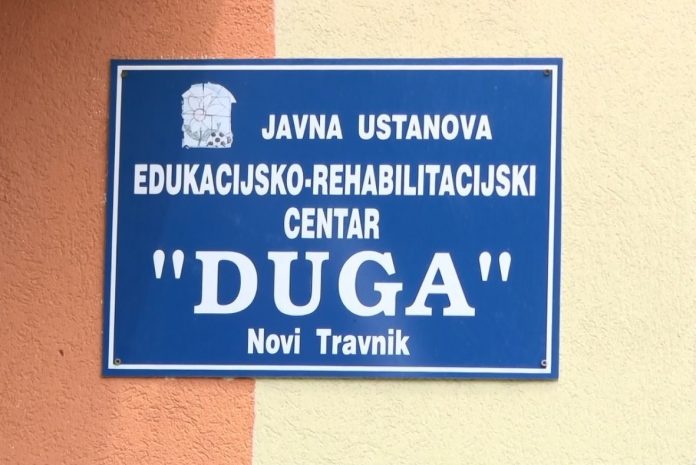 JAVNA USTANOVA
EDUKACIJSKO-REHABILITACIJSKI
CENTAR
"DUGA"
Novi Travnik